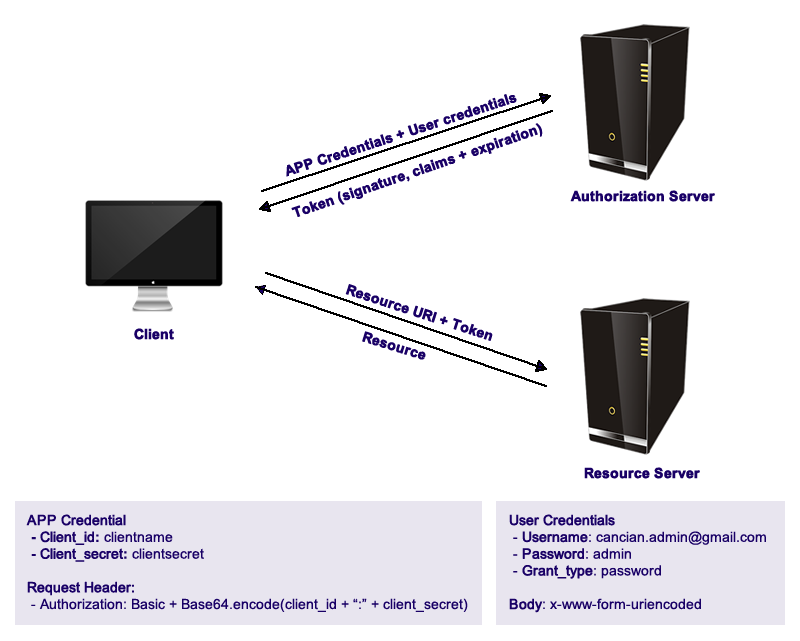 APP Credentials + User credentials
Token (signature, claims + expiration)
Authorization Server
Client
Resource URI + Token
Resource
Resource Server
APP Credential
- Client_id: clientname
- Client_secret: clientsecret
Request Header:
- Authorization: Basic + Base64.encode(client_id + “:” + client_secret)
User Credentials
- Username: cancian.admin@gmail.com
- Password: admin
- Grant_type: password
Body: x-www-form-uriencoded